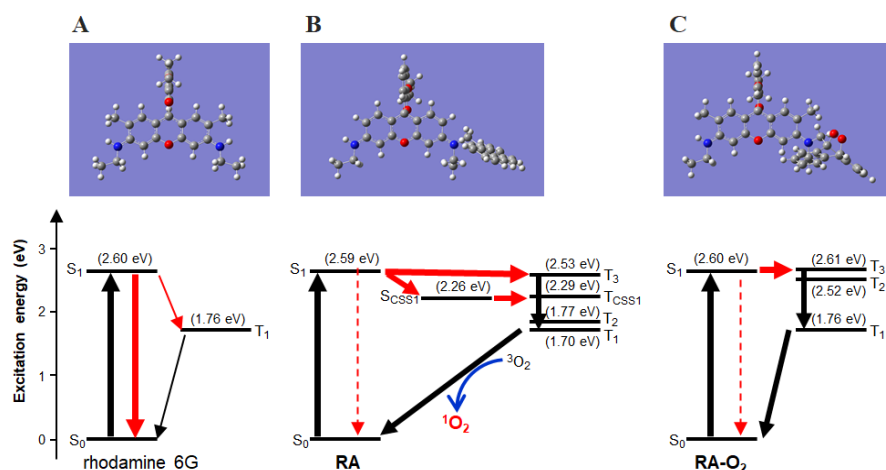 A
B
C
Excitation energy (eV)
3
2
1
0
S1
(2.60 eV)
(1.76 eV)
T1
S0
rhodamine 6G
S1
(2.59 eV)
SCSS1
(2.26 eV)
(2.53 eV)
T3
(2.29 eV)
TCSS1
(1.77 eV)
T2
T1
(1.70 eV)
3O2
1O2
S0
RA
S1
(2.60 eV)
(2.61 eV)
T3
T2
(2.52 eV)
(1.76 eV)
T1
S0
RA-O2